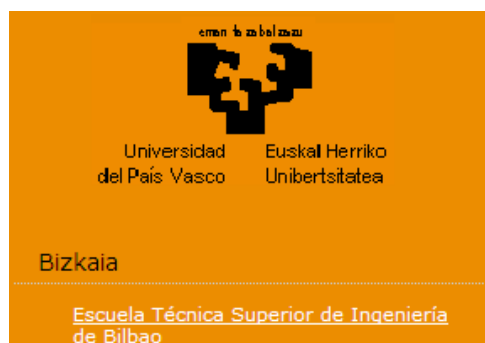 eman ta zabal zazu
Universidad Euskal Herriko
del País Vasco Unibertsitatea
Bizkaia
Escuela Técnica Superior de Ingeniería
de Bilbao